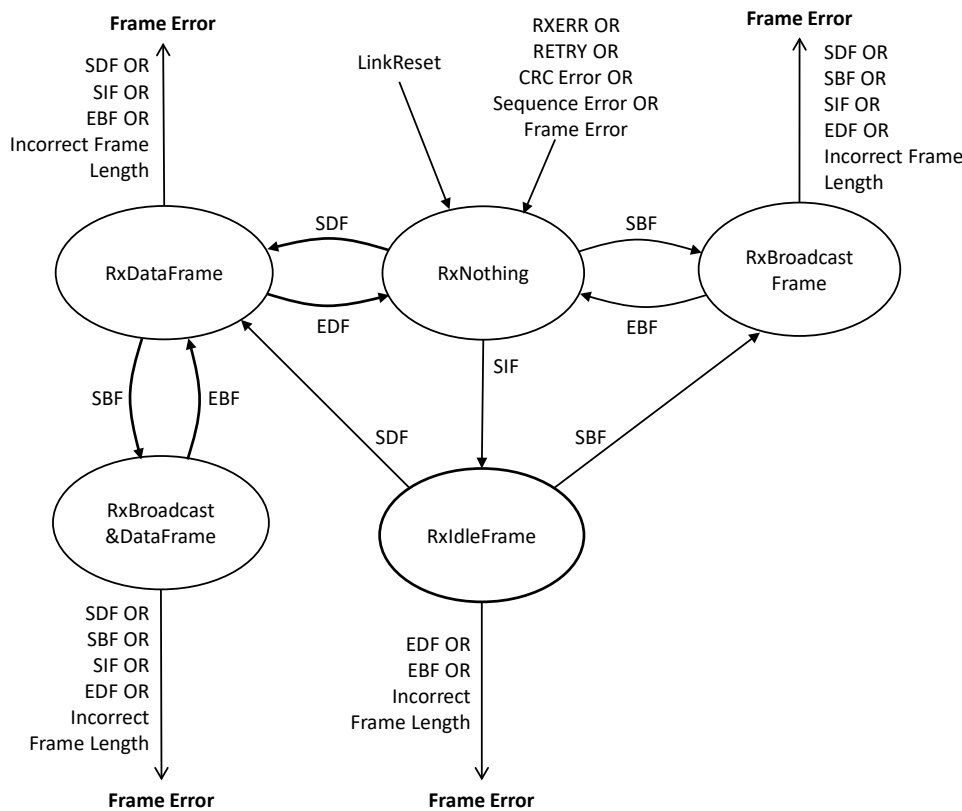 Frame Error
SDF OR
SIF OR
EBF OR
Incorrect Frame
Length
LinkReset
RXERR OR
RETRY OR
CRC Error OR
Sequence Error OR
Frame Error
Frame Error
SDF OR
SBF OR
SIF OR
EDF OR
Incorrect Frame
Length
SDF
SBF
RxDataFrame
RxNothing
RxBroadcast
Frame
EDF
EBF
SIF
SBF
EBF
SDF
SBF
RxBroadcast
&DataFrame
RxIdleFrame
SDF OR
SBF OR
SIF OR
EDF OR
Incorrect
Frame Length
EDF OR
EBF OR
Incorrect
Frame Length
Frame Error
Frame Error